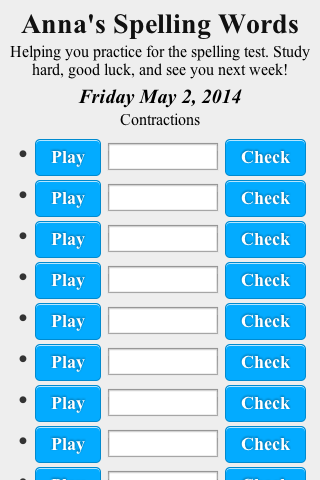 Anna's Spelling Words
Helping you practice for the spelling test. Study
hard, good luck, and see you next week!
Friday May 2, 2014
Contractions
Play Check
Play Check
Play Check
Play Check
Play Check
Play Check
Play Check
Play Check